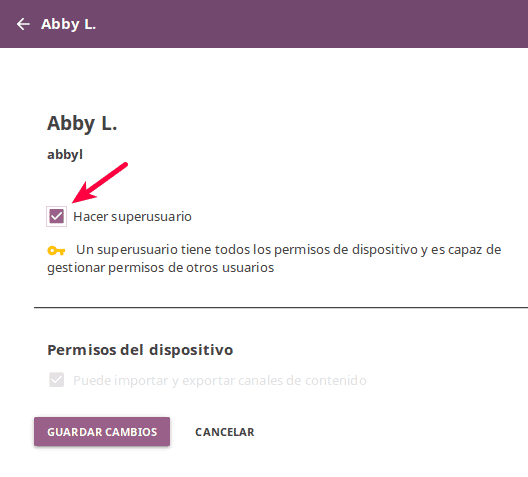 Abby L.
Abby L.
abbyl
Hacer superusuario
Un superusuario tiene todos los permisos de dispositivo y es capaz de
gestionar permisos de otros usuarios
Permisos del dispositivo
Puede importar y exportar canales de contenido
GUARDAR CAMBIOS
CANCELAR